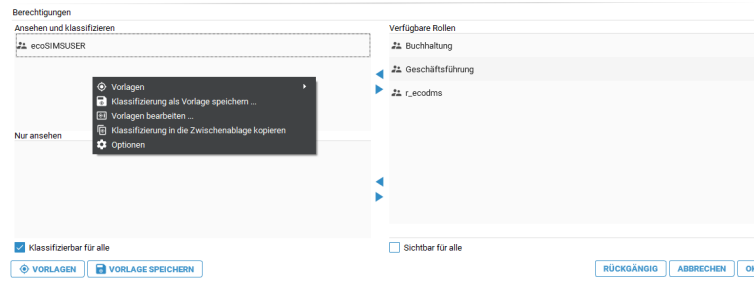 Berechtigungen
Ansehen und klassifizieren
ecoSIMSUSER
Vorlagen
Klassifizierung als Vorlage speichern ...
Vorlagen bearbeiten ...
Klassifizierung in die Zwischenablage kopieren
Optionen
Nur ansehen
Klassifizierbar für alle
VORLAGEN
VORLAGE SPEICHERN
Verfügbare Rollen
Buchhaltung
Geschäftsführung
r_ecodms
Sichtbar für alle
RÜCKGÄNGIG
ABBRECHEN